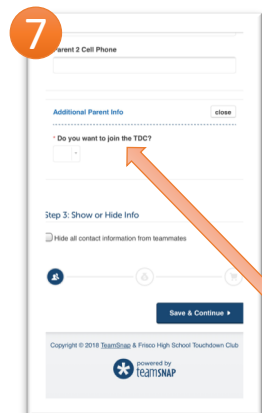 7
Parent 2 Cell Phone
Additional Parent Info
close
* Do you want to join the TDC?
Step 3: Show or Hide Info
Hide all contact information from teammates
Save & Continue
Copyright © 2018 TeamSnap & Frisco High School Touchdown Club
powered by
teamsnap